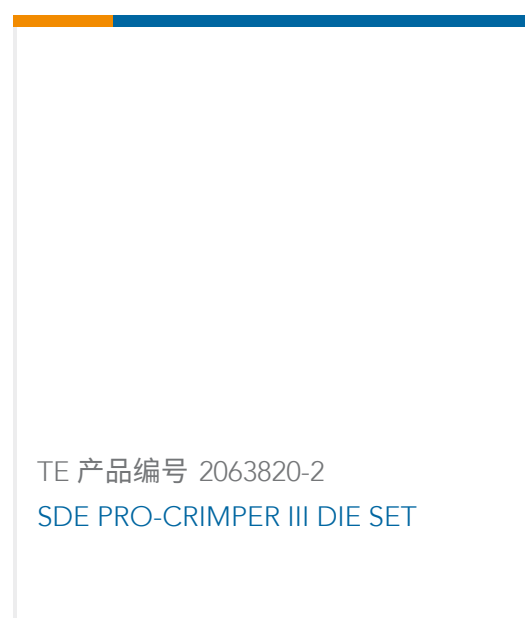 TE 产品编号 2063820-2
SDE PRO-CRIMPER III DIE SET